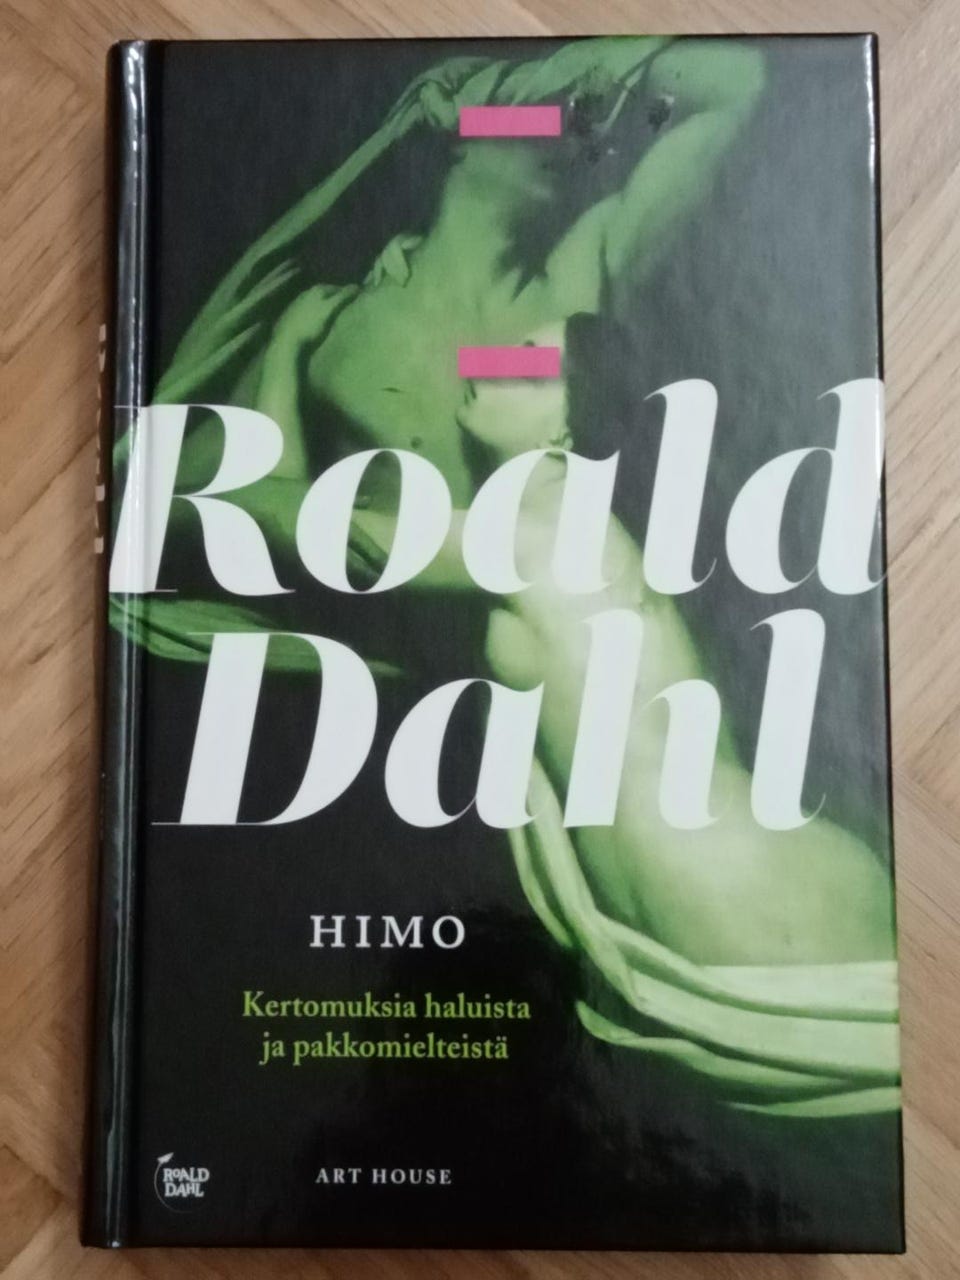 Roald
Dahl
HIMO
Kertomuksia haluista
ja pakkomielteistä
ROALD
DAHL
ART HOUSE